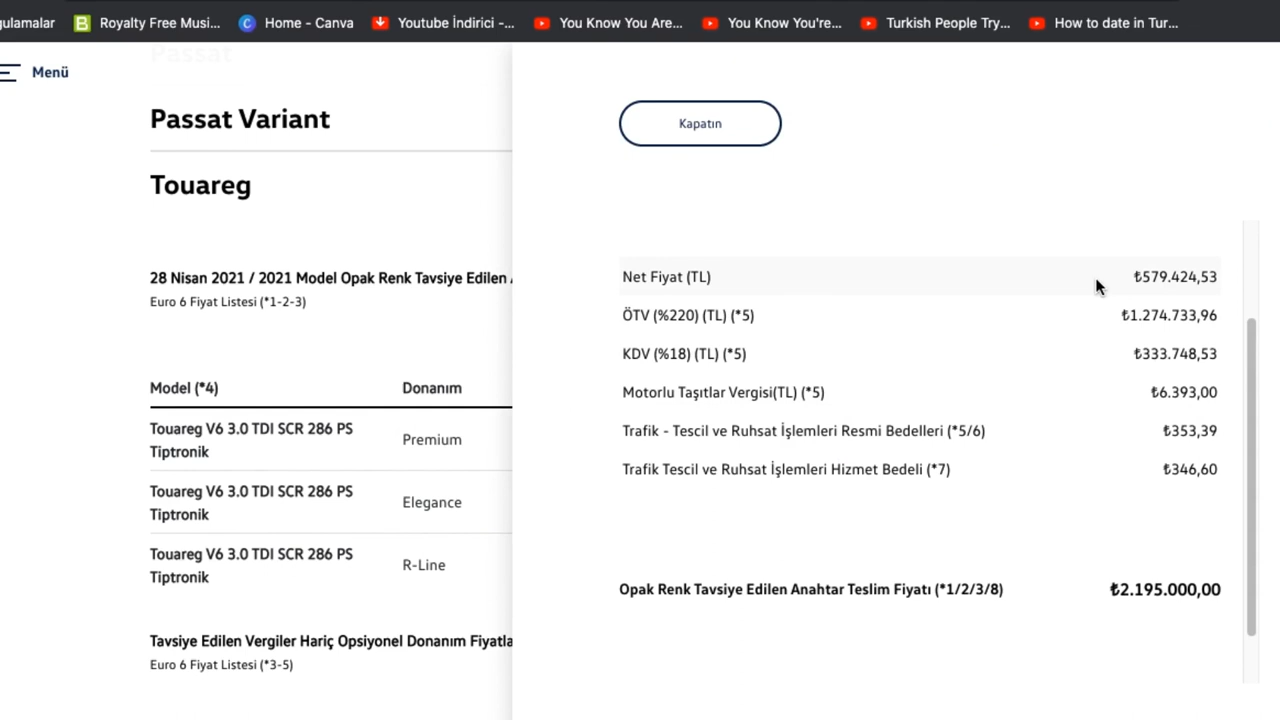 gulamalar
Royalty Free Musi...
Home - Canva
Youtube İndirici -...
You Know You Are...
You Know You're...
Turkish People Try...
How to date in Tur...
Passat
Menü
Passat Variant
Touareg
28 Nisan 2021 / 2021 Model Opak Renk Tavsiye Edilen
Euro 6 Fiyat Listesi (*1-2-3)
Model (*4) Donanım
Touareg V6 3.0 TDI SCR 286 PS
Tiptronik
Premium
Touareg V6 3.0 TDI SCR 286 PS
Tiptronik
Elegance
Touareg V6 3.0 TDI SCR 286 PS
Tiptronik
R-Line
Tavsiye Edilen Vergiler Hariç Opsiyonel Donanım Fiyatla
Euro 6 Fiyat Listesi (*3-5)
Kapatın
Net Fiyat (TL) ₺579.424,53
ÖTV (%220) (TL) (*5) ₺1.274.733,96
KDV (%18) (TL) (*5) ₺333.748,53
Motorlu Taşıtlar Vergisi(TL) (*5) ₺6.393,00
Trafik - Tescil ve Ruhsat İşlemleri Resmi Bedelleri (*5/6) ₺353,39
Trafik Tescil ve Ruhsat İşlemleri Hizmet Bedeli (*7) ₺346,60
Opak Renk Tavsiye Edilen Anahtar Teslim Fiyatı (*1/2/3/8) ₺2.195.000,00